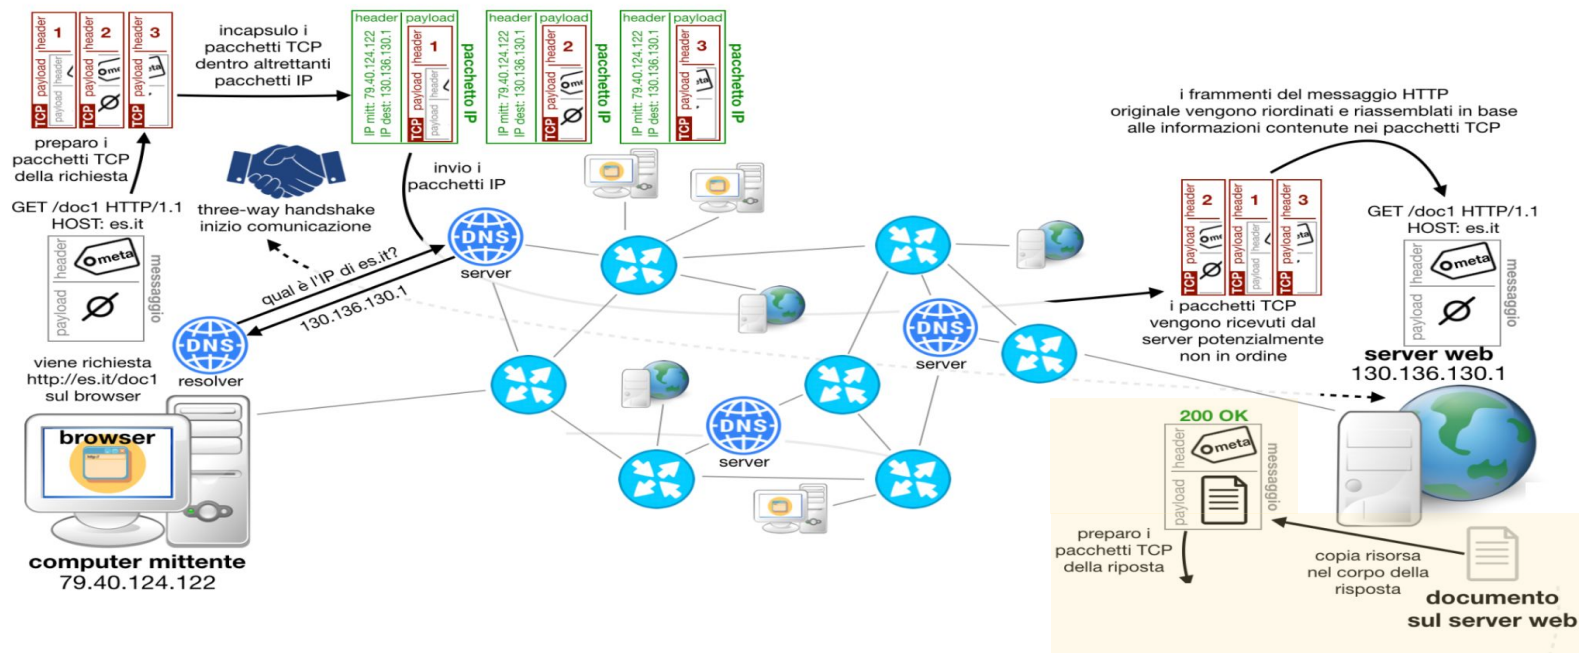 header
1
payload
header
payload
TCP
header
2
payload
TCP
header
3
payload
TCP
preparo i
pacchetti TCP
della richiesta
incapsulo i
pacchetti TCP
dentro altrettanti
pacchetti IP
header
payload
IP mitt: 79.40.124.122
IP dest: 130.136.130.1
header
1
payload
header
payload
TCP
pacchetto IP
header
payload
IP mitt: 79.40.124.122
IP dest: 130.136.130.1
header
2
payload
TCP
pacchetto IP
header
payload
IP mitt: 79.40.124.122
IP dest: 130.136.130.1
header
3
payload
TCP
pacchetto IP
GET /doc1 HTTP/1.1
HOST: es.it
header
meta
payload
messaggio
three-way handshake
inizio comunicazione
invio i
pacchetti IP
DNS
server
qual è l'IP di es.it?
130.136.130.1
DNS
resolver
viene richiesta
http://es.it/doc1
sul browser
browser
computer mittente
79.40.124.122
DNS
server
DNS
server
i frammenti del messaggio HTTP
originale vengono riordinati e riassemblati in base
alle informazioni contenute nei pacchetti TCP
header
2
payload
TCP
header
1
payload
header
payload
TCP
header
3
payload
TCP
i pacchetti TCP
vengono ricevuti dal
server potenzialmente
non in ordine
GET /doc1 HTTP/1.1
HOST: es.it
header
meta
payload
messaggio
server web
130.136.130.1
200 OK
header
meta
payload
messaggio
preparo i
pacchetti TCP
della riposta
copia risorsa
nel corpo della
risposta
documento
sul server web